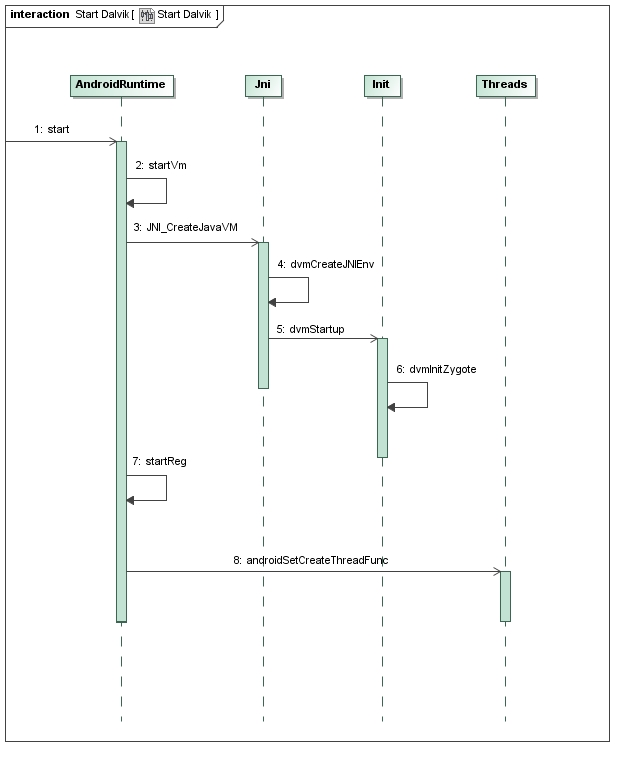 interaction Start Dalvik [ Start Dalvik ]
AndroidRuntime Jni Init Threads
1: start
2: startVm
3: JNI_CreateJavaVM
4: dvmCreateJNIEnv
5: dvmStartup
6: dvmInitZygote
7: startReg
8: androidSetCreateThreadFunc